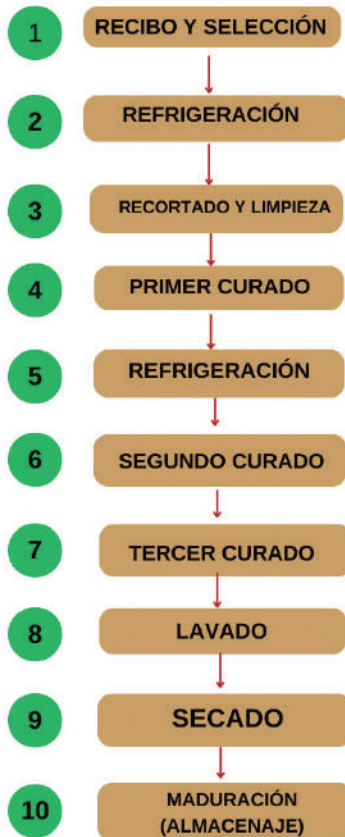 1 RECIBO Y SELECCIÓN
2 REFRIGERACIÓN
3 RECORTADO Y LIMPIEZA
4 PRIMER CURADO
5 REFRIGERACIÓN
6 SEGUNDO CURADO
7 TERCER CURADO
8 LAVADO
9 SECADO
10 MADURACIÓN
(ALMACENAJE)